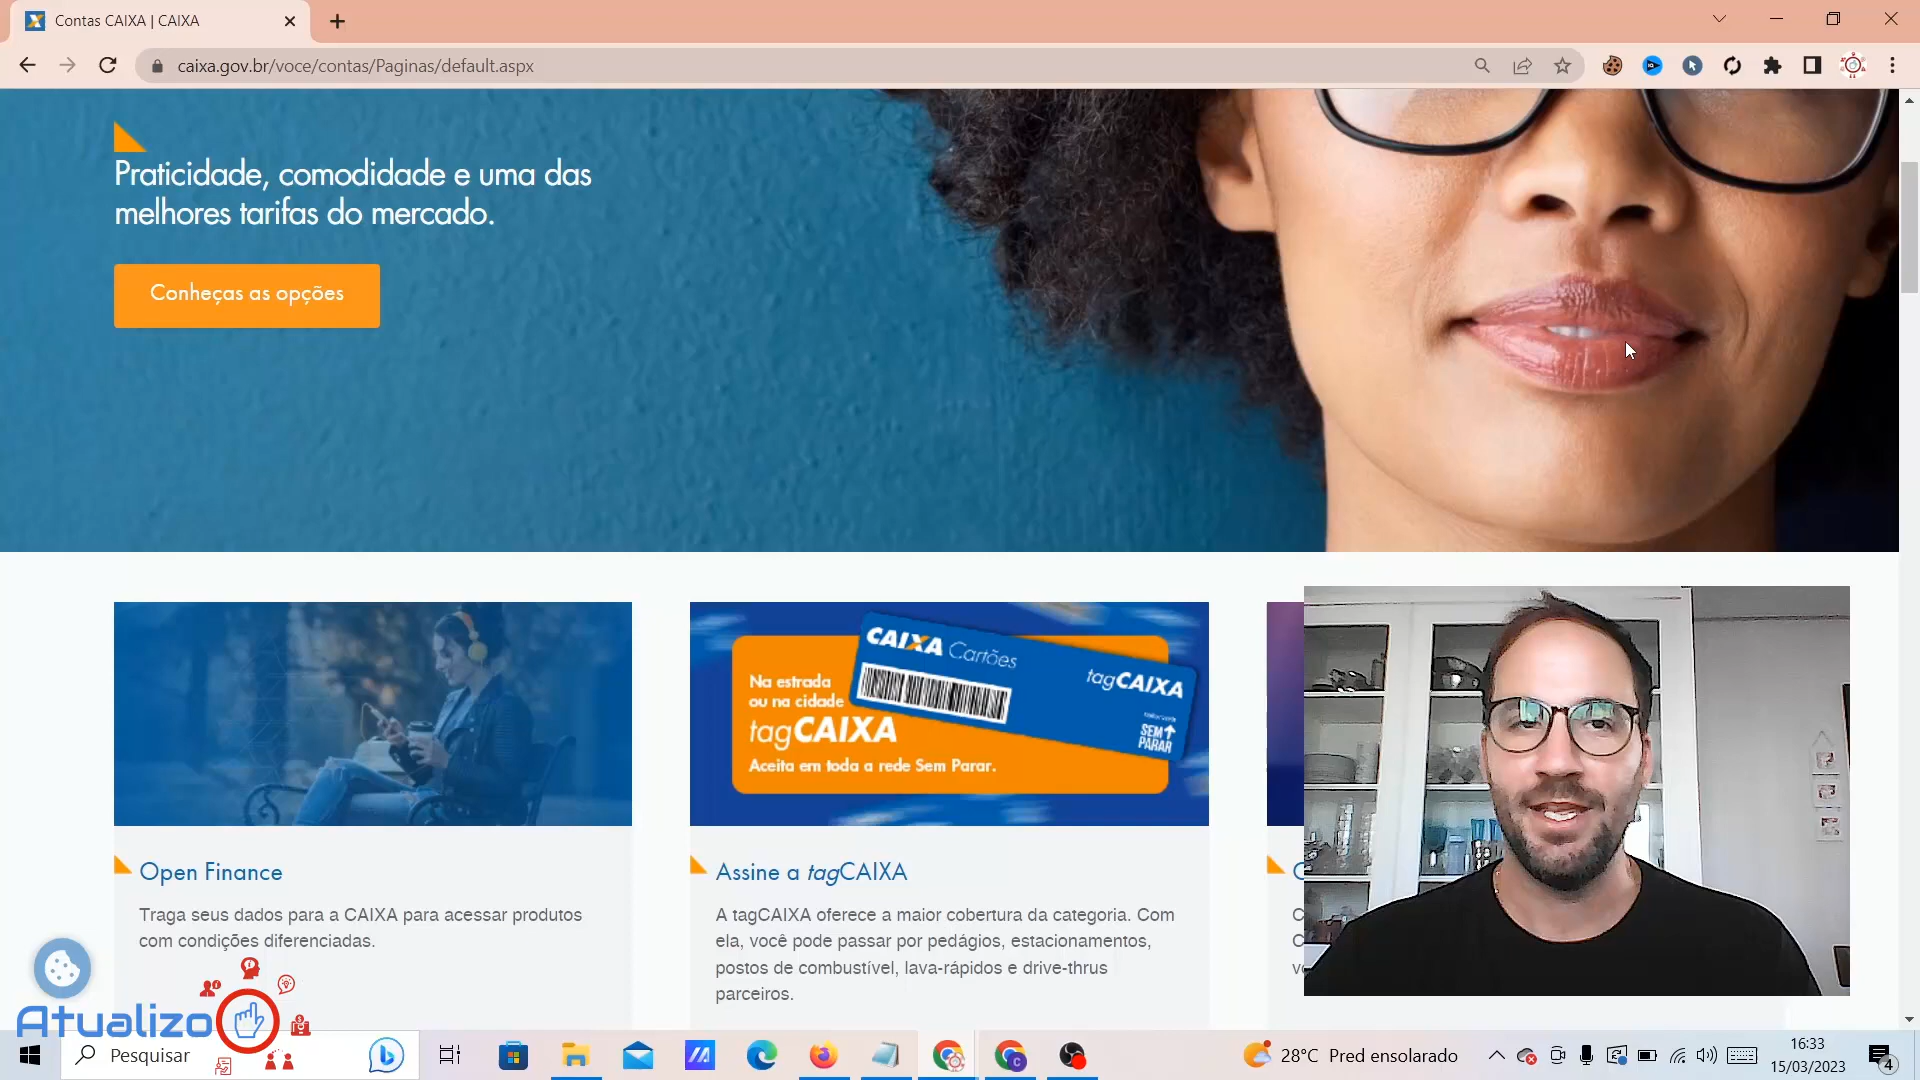 Contas CAIXA | CAIXA
caixa.gov.br/voce/contas/Paginas/default.aspx
Praticidade, comodidade e uma das
melhores tarifas do mercado.
Conheças as opções
Na estrada
ou na cidade
tagCAIXA
Aceita em toda a rede Sem Parar.
CAIXA Cartões
tagCAIXA
SEM
PARAR
Open Finance
Traga seus dados para a CAIXA para acessar produtos
com condições diferenciadas.
Assine a tagCAIXA
A tagCAIXA oferece a maior cobertura da categoria. Com
ela, você pode passar por pedágios, estacionamentos,
postos de combustível, lava-rápidos e drive-thrus
parceiros.
Atualizo
Pesquisar
28°C Pred ensolarado
16:33
15/03/2023
4